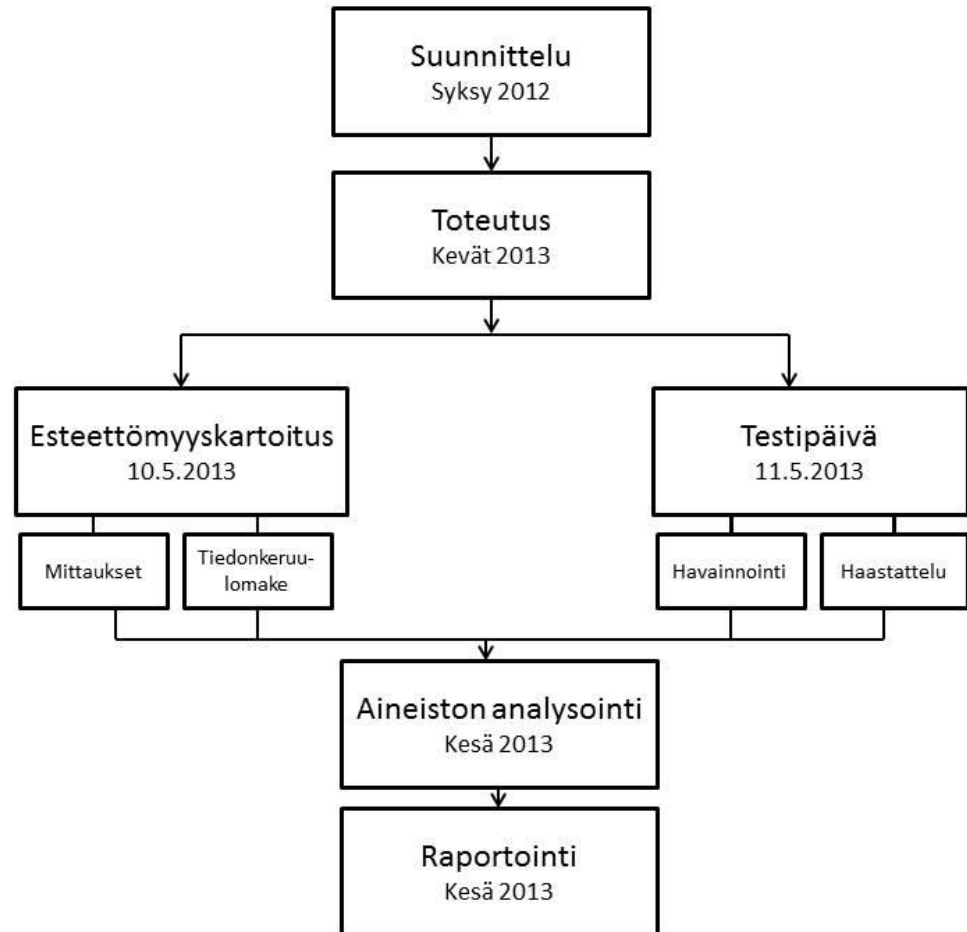 Suunnittelu
Syksy 2012
Toteutus
Kevät 2013
Esteettömyyskartoitus
10.5.2013
Testipäivä
11.5.2013
Mittaukset
Tiedonkeruu-
lomake
Havainnointi
Haastattelu
Aineiston analysointi
Kesä 2013
Raportointi
Kesä 2013